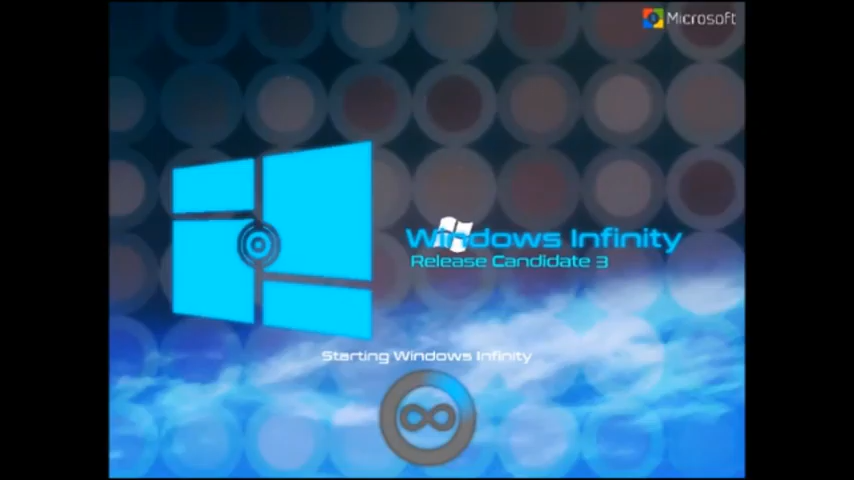 Microsoft
Windows Infinity
Release Candidate 3
Starting Windows Infinity